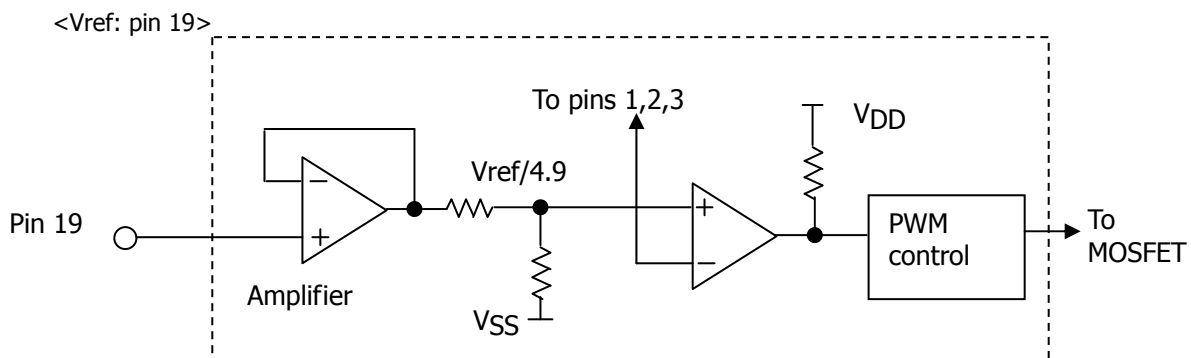 <Vref: pin 19>
To pins 1,2,3
VDD
Vref/4.9
Pin 19
−
+
+
−
PWM
control
To
MOSFET
Amplifier
VSS